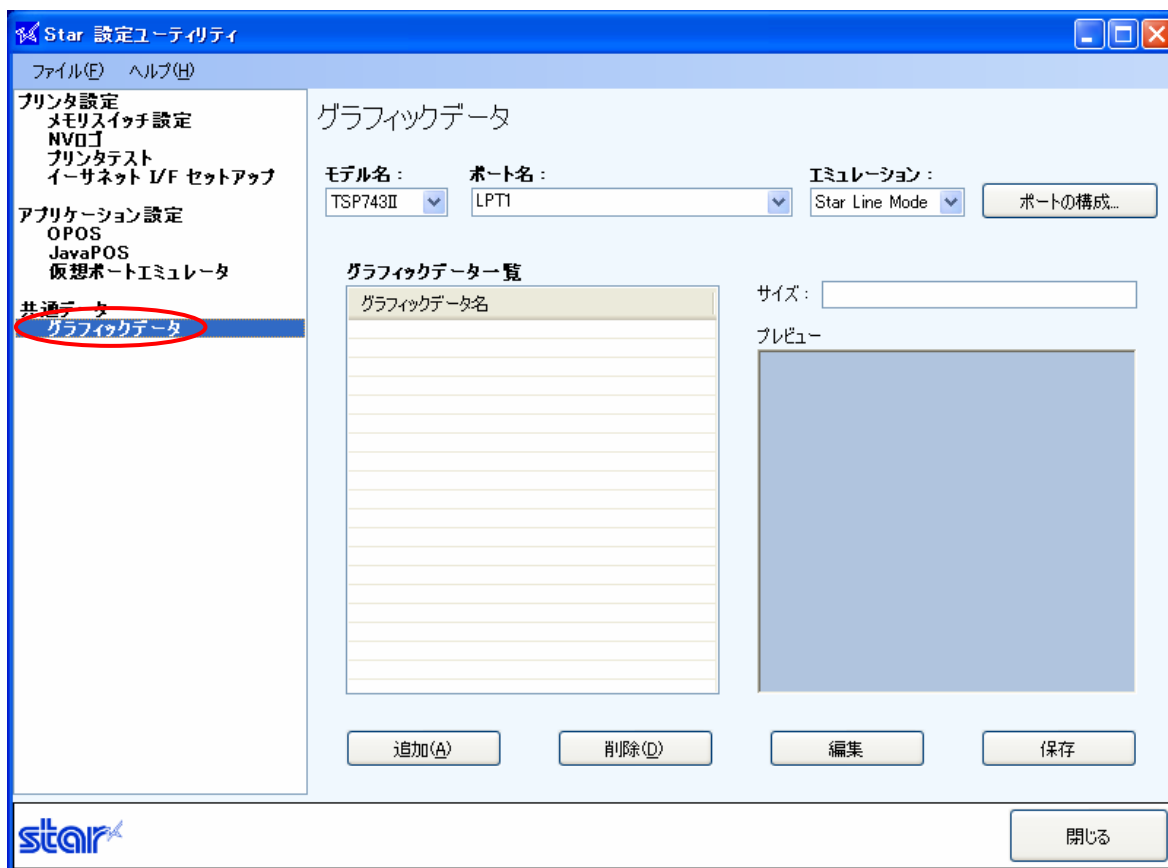 Star 設定ユーティリティ
ファイル(F) ヘルプ(H)
プリンタ設定
メモリスイッチ設定
NVロゴ
プリンタテスト
イーサネット I/F セットアップ
アプリケーション設定
OPOS
JavaPOS
仮想ポートエミュレータ
共通データ
グラフィックデータ
グラフィックデータ
モデル名： ポート名： エミュレーション：
TSP743II LPT1 Star Line Mode ポートの構成...
グラフィックデータ一覧
グラフィックデータ名
サイズ：
プレビュー
追加(A) 削除(D) 編集 保存
star
閉じる